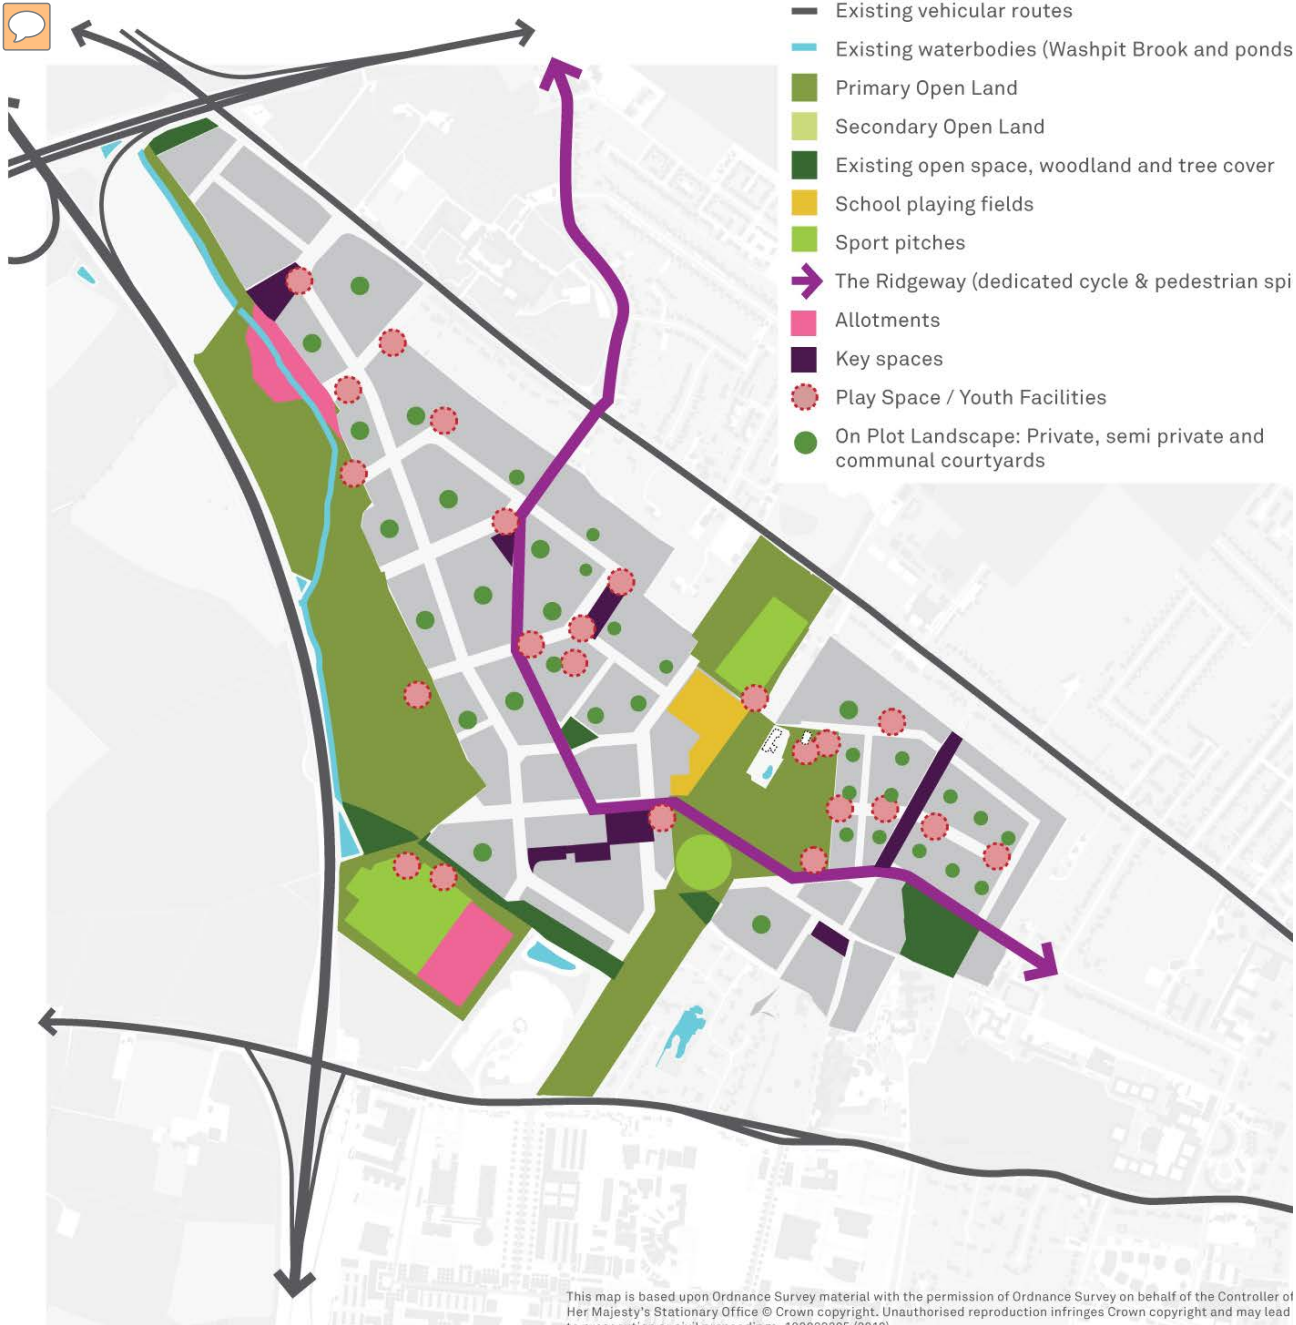 Existing vehicular routes
Existing waterbodies (Washpit Brook and ponds
Primary Open Land
Secondary Open Land
Existing open space, woodland and tree cover
School playing fields
Sport pitches
The Ridgeway (dedicated cycle & pedestrian spi
Allotments
Key spaces
Play Space / Youth Facilities
On Plot Landscape: Private, semi private and
communal courtyards
This map is based upon Ordnance Survey material with the permission of Ordnance Survey on behalf of the Controller of
Her Majesty's Stationary Office © Crown copyright. Unauthorised reproduction infringes Crown copyright and may lead